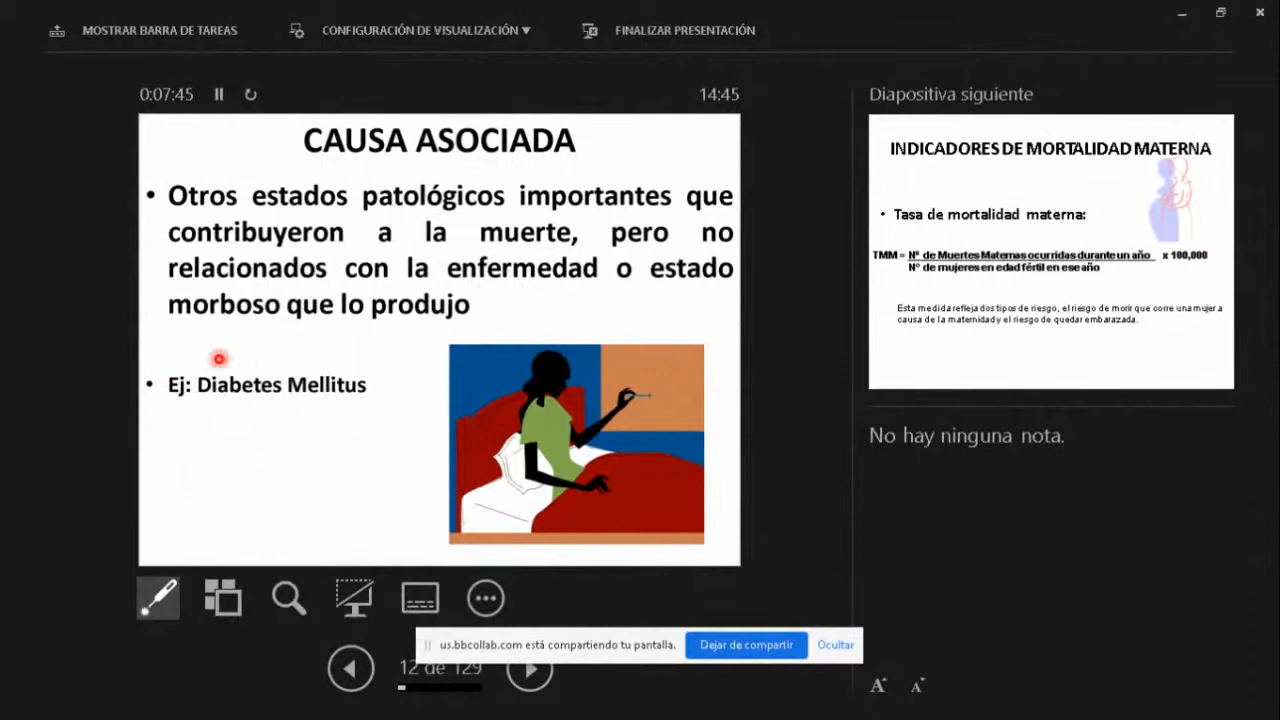 MOSTRAR BARRA DE TAREAS
CONFIGURACIÓN DE VISUALIZACIÓN ▼
FINALIZAR PRESENTACIÓN
0:07:45
14:45
CAUSA ASOCIADA
• Otros estados patológicos importantes que
contribuyeron a la muerte, pero no
relacionados con la enfermedad o estado
morboso que lo produjo
• Ej: Diabetes Mellitus
Diapositiva siguiente
INDICADORES DE MORTALIDAD MATERNA
• Tasa de mortalidad materna:
TMM = N° de Muertes Maternas ocurridas durante un año x 100,000
N° de mujeres en edad fértil en ese año
Esta medida refleja dos tipos de riesgo, el riesgo de morir que corre una mujer a
causa de la maternidad y el riesgo de quedar embarazada.
No hay ninguna nota.
us.bbcollab.com está compartiendo tu pantalla.
Dejar de compartir
Ocultar
12 de 129
A A